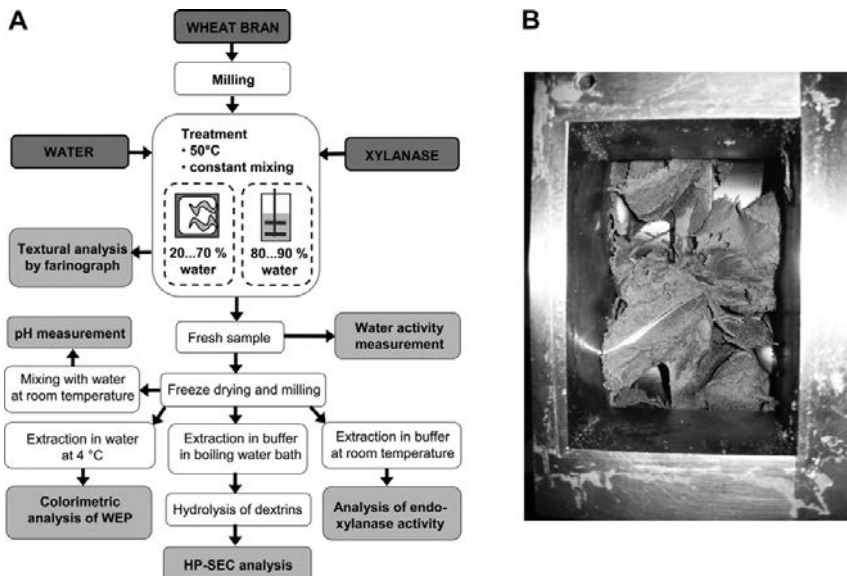 A
B
WHEAT BRAN
Milling
WATER
Treatment
· 50°C
· constant mixing
XYLANASE
20...70 %
water
80...90 %
water
Textural analysis
by farinograph
Fresh sample
Water activity
measurement
pH measurement
Mixing with water
at room temperature
Freeze drying and milling
Extraction in water
at 4 °C
Extraction in buffer
in boiling water bath
Extraction in buffer
at room temperature
Colorimetric
analysis of WEP
Hydrolysis of dextrins
Analysis of endo-
xylanase activity
HP-SEC analysis